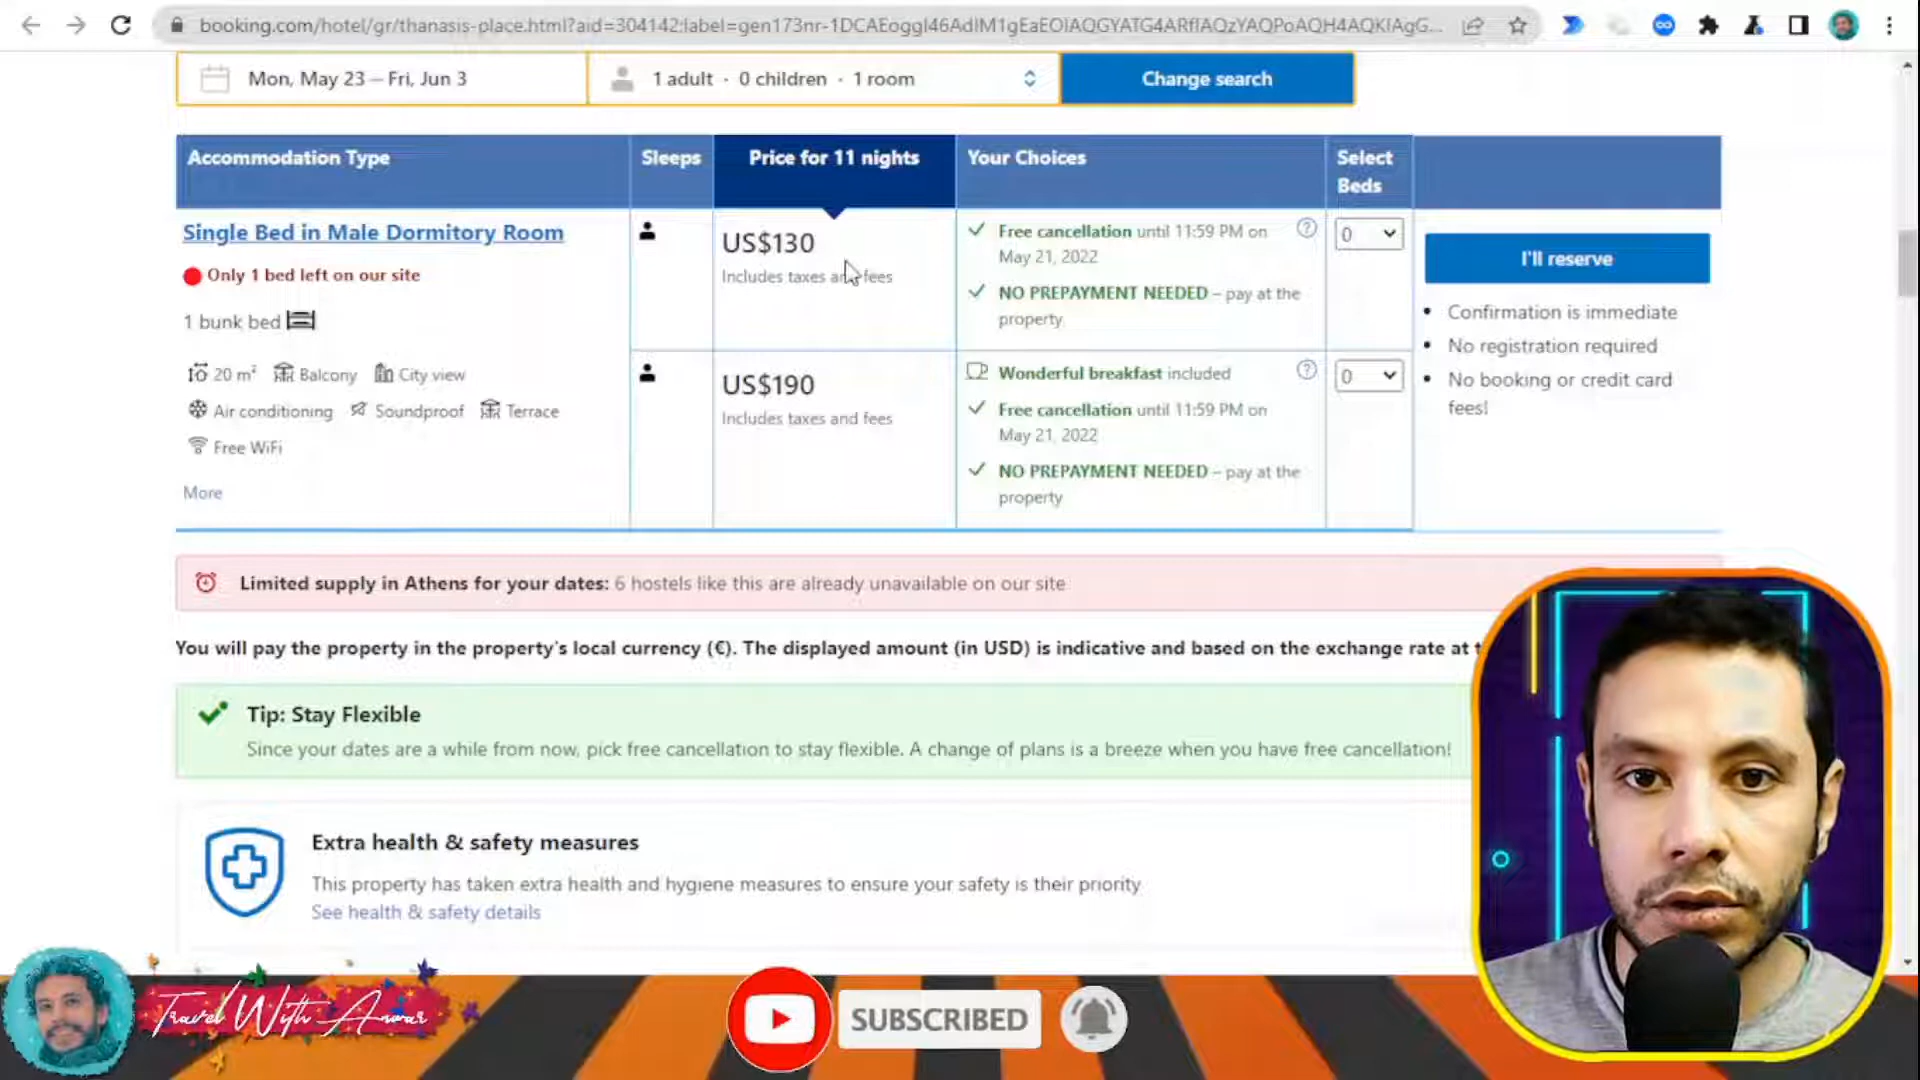 booking.com/hotel/gr/thanasis-place.html?aid=304142;label=gen173nr-
Mon, May 23 – Fri, Jun 3
1 adult · 0 children · 1 room
Change search
Accommodation Type
Sleeps
Price for 11 nights
Your Choices
Select
Beds
Single Bed in Male Dormitory Room
Only 1 bed left on our site
1 bunk bed
20 m² Balcony City view
Air conditioning Soundproof Terrace
Free WiFi
More
US$130
Includes taxes and fees
Free cancellation until 11:59 PM on
May 21, 2022
NO PREPAYMENT NEEDED – pay at the
property
0
I'll reserve
Confirmation is immediate
No registration required
No booking or credit card
fees!
US$190
Includes taxes and fees
Wonderful breakfast included
Free cancellation until 11:59 PM on
May 21, 2022
NO PREPAYMENT NEEDED – pay at the
property
0
Limited supply in Athens for your dates: 6 hostels like this are already unavailable on our site
You will pay the property in the property's local currency (€). The displayed amount (in USD) is indicative and based on the exchange rate at
Tip: Stay Flexible
Since your dates are a while from now, pick free cancellation to stay flexible. A change of plans is a breeze when you have free cancellation!
Extra health & safety measures
This property has taken extra health and hygiene measures to ensure your safety is their priority
See health & safety details
Travel With Anwar
SUBSCRIBED